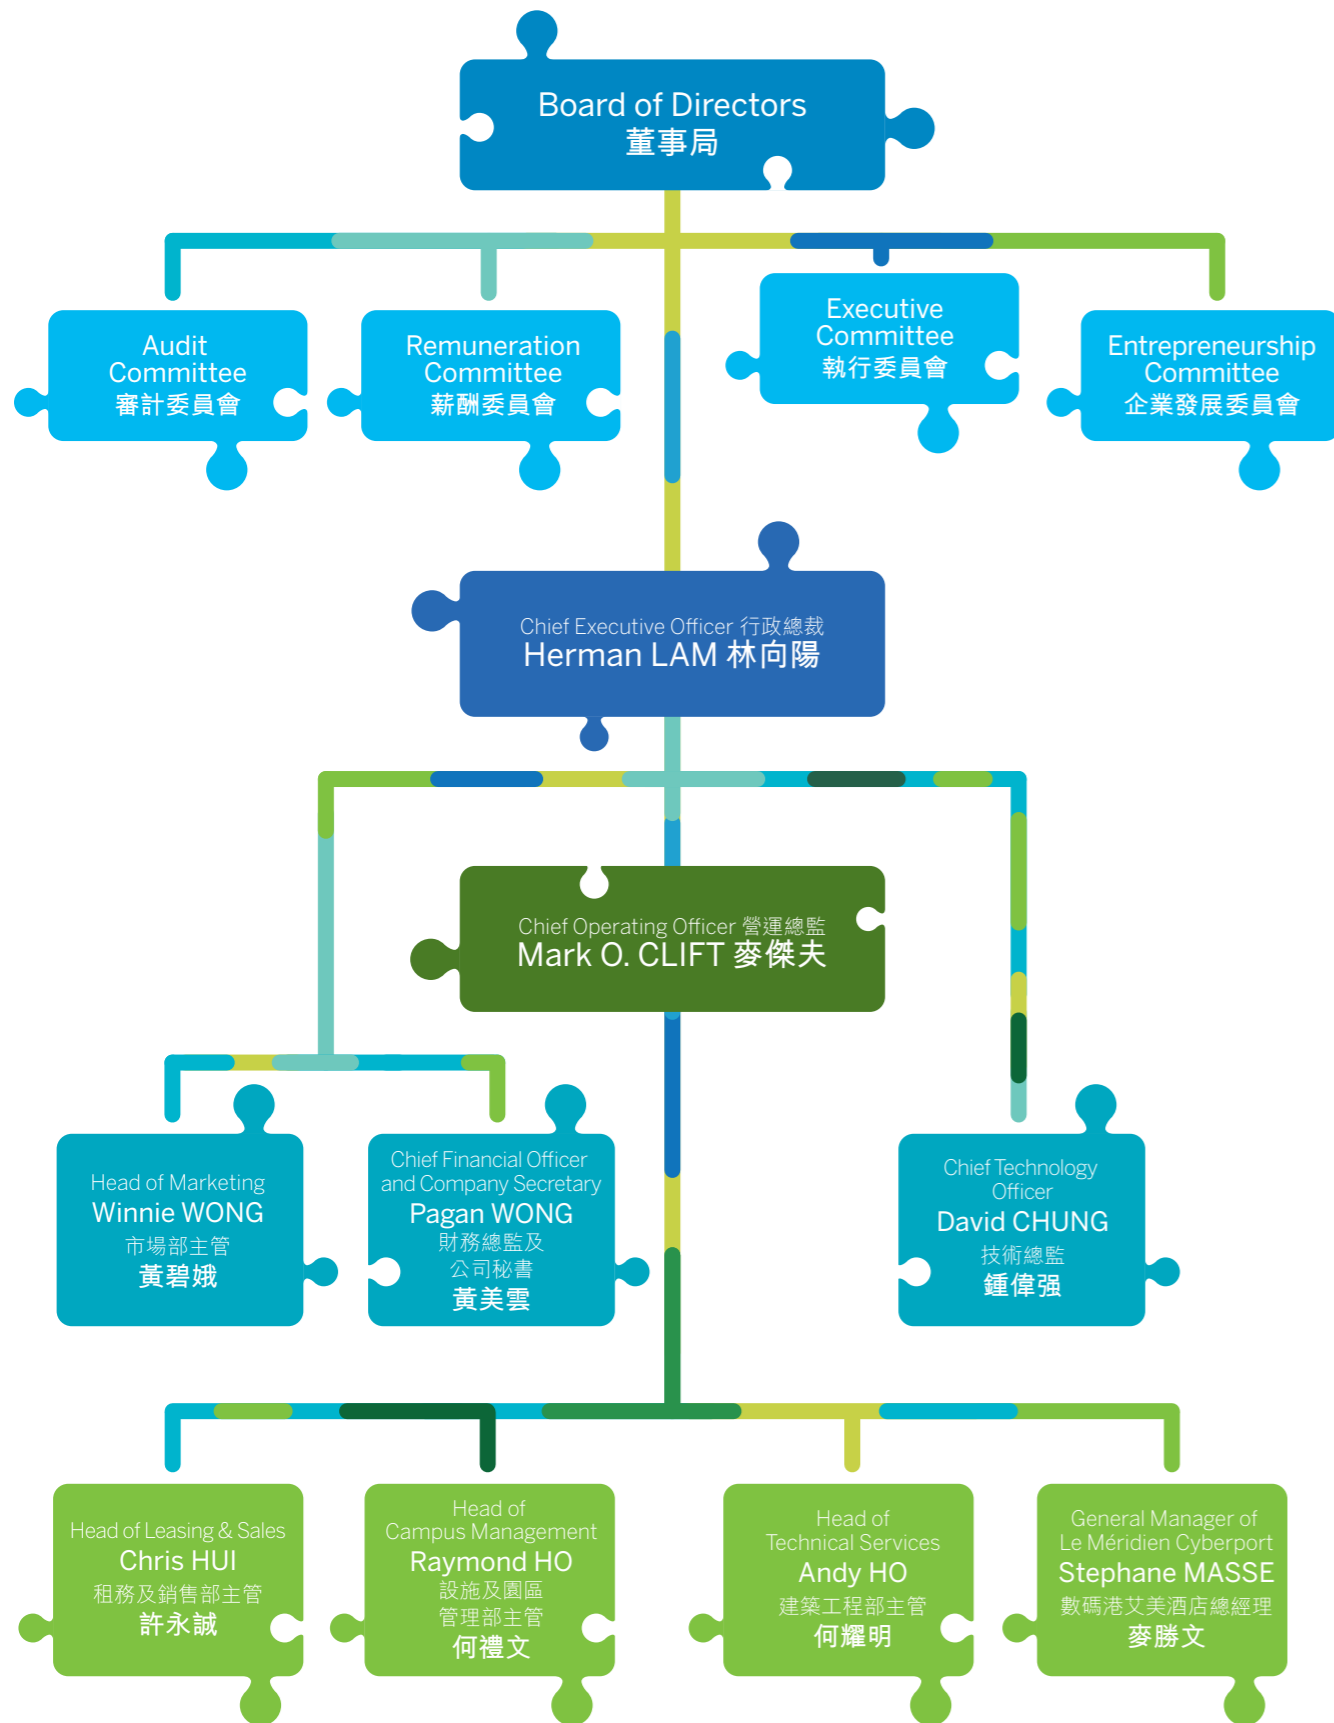 Board of Directors
董事局
Audit
Committee
審計委員會
Remuneration
Committee
薪酬委員會
Executive
Committee
執行委員會
Entrepreneurship
Committee
企業發展委員會
Chief Executive Officer 行政總裁
Herman LAM 林向陽
Chief Operating Officer 營運總監
Mark O. CLIFT 麥傑夫
Head of Marketing
Winnie WONG
市場部主管
黃碧娥
Chief Financial Officer
and Company Secretary
Pagan WONG
財務總監及
公司秘書
黃美雲
Chief Technology
Officer
David CHUNG
技術總監
鍾偉强
Head of Leasing & Sales
Chris HUI
租務及銷售部主管
許永誠
Head of
Campus Management
Raymond HO
設施及園區
管理部主管
何禮文
Head of
Technical Services
Andy HO
建築工程部主管
何耀明
General Manager of
Le Méridien Cyberport
Stephane MASSE
數碼港艾美酒店總經理
麥勝文